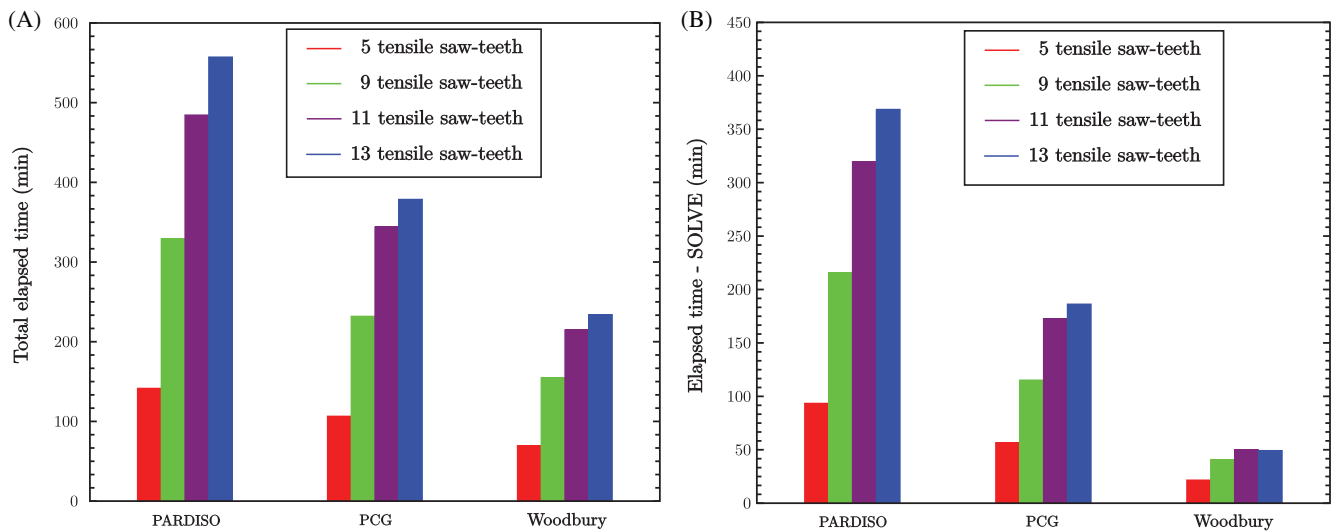 (A)
Total elapsed time (min)
600
500
400
300
200
100
0
5 tensile saw-teeth
9 tensile saw-teeth
11 tensile saw-teeth
13 tensile saw-teeth
PARDISO
PCG
Woodbury
(B)
Elapsed time - SOLVE (min)
450
400
350
300
250
200
150
100
50
0
5 tensile saw-teeth
9 tensile saw-teeth
11 tensile saw-teeth
13 tensile saw-teeth
PARDISO
PCG
Woodbury